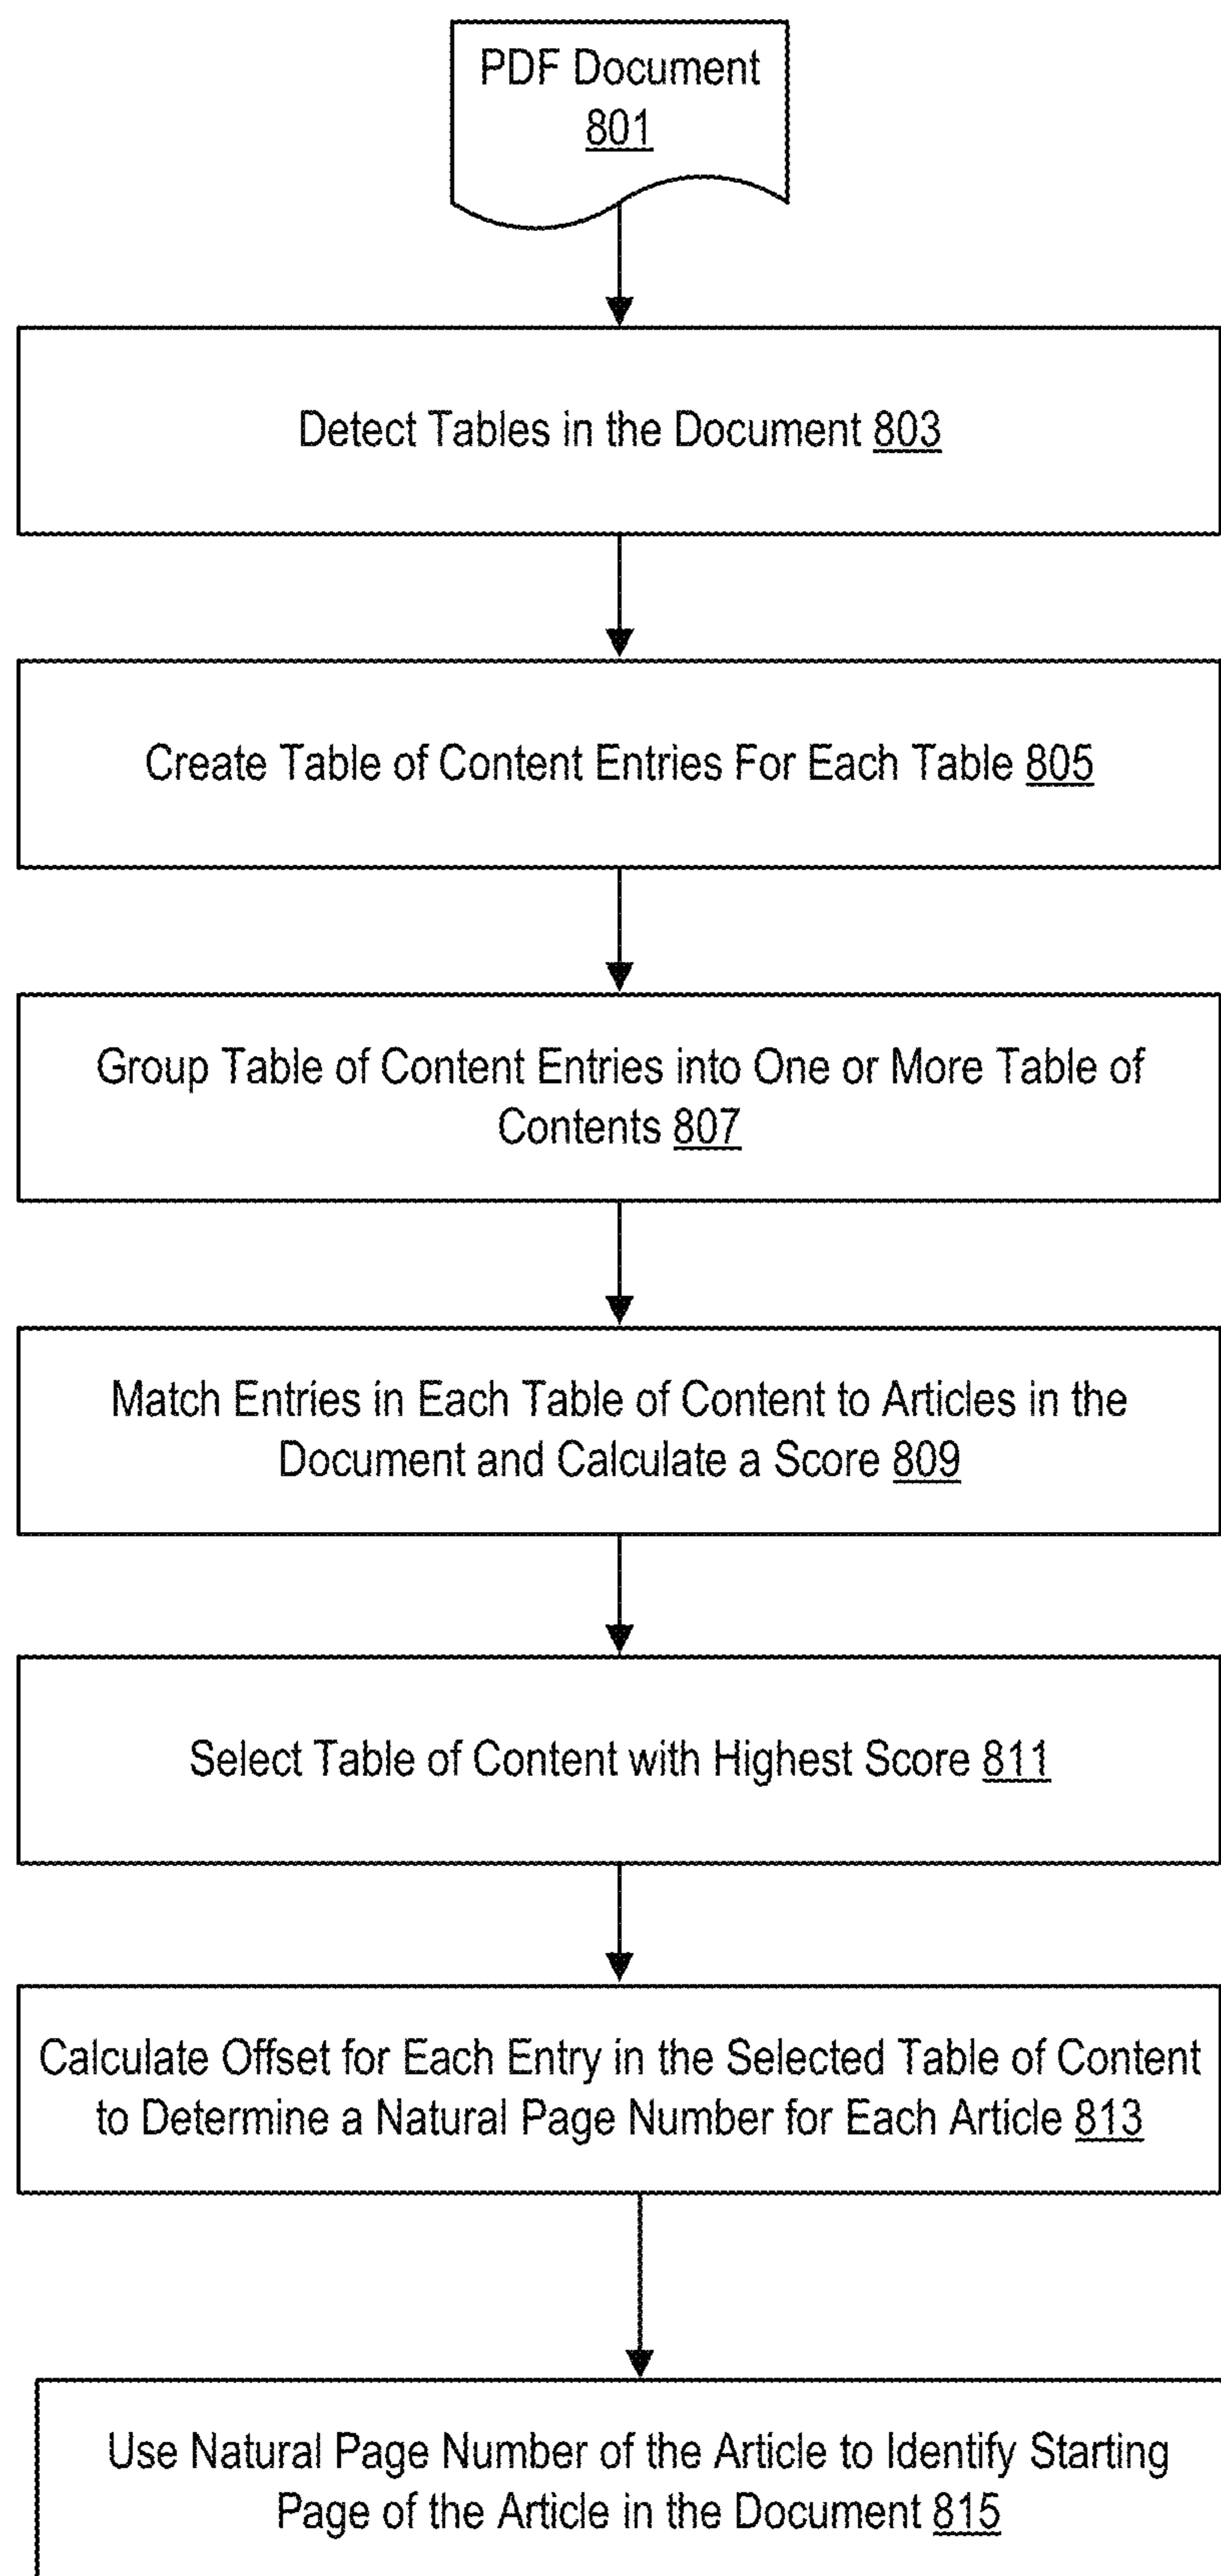 PDF Document
801
Detect Tables in the Document 803
Create Table of Content Entries For Each Table 805
Group Table of Content Entries into One or More Table of
Contents 807
Match Entries in Each Table of Content to Articles in the
Document and Calculate a Score 809
Select Table of Content with Highest Score 811
Calculate Offset for Each Entry in the Selected Table of Content
to Determine a Natural Page Number for Each Article 813
Use Natural Page Number of the Article to Identify Starting
Page of the Article in the Document 815